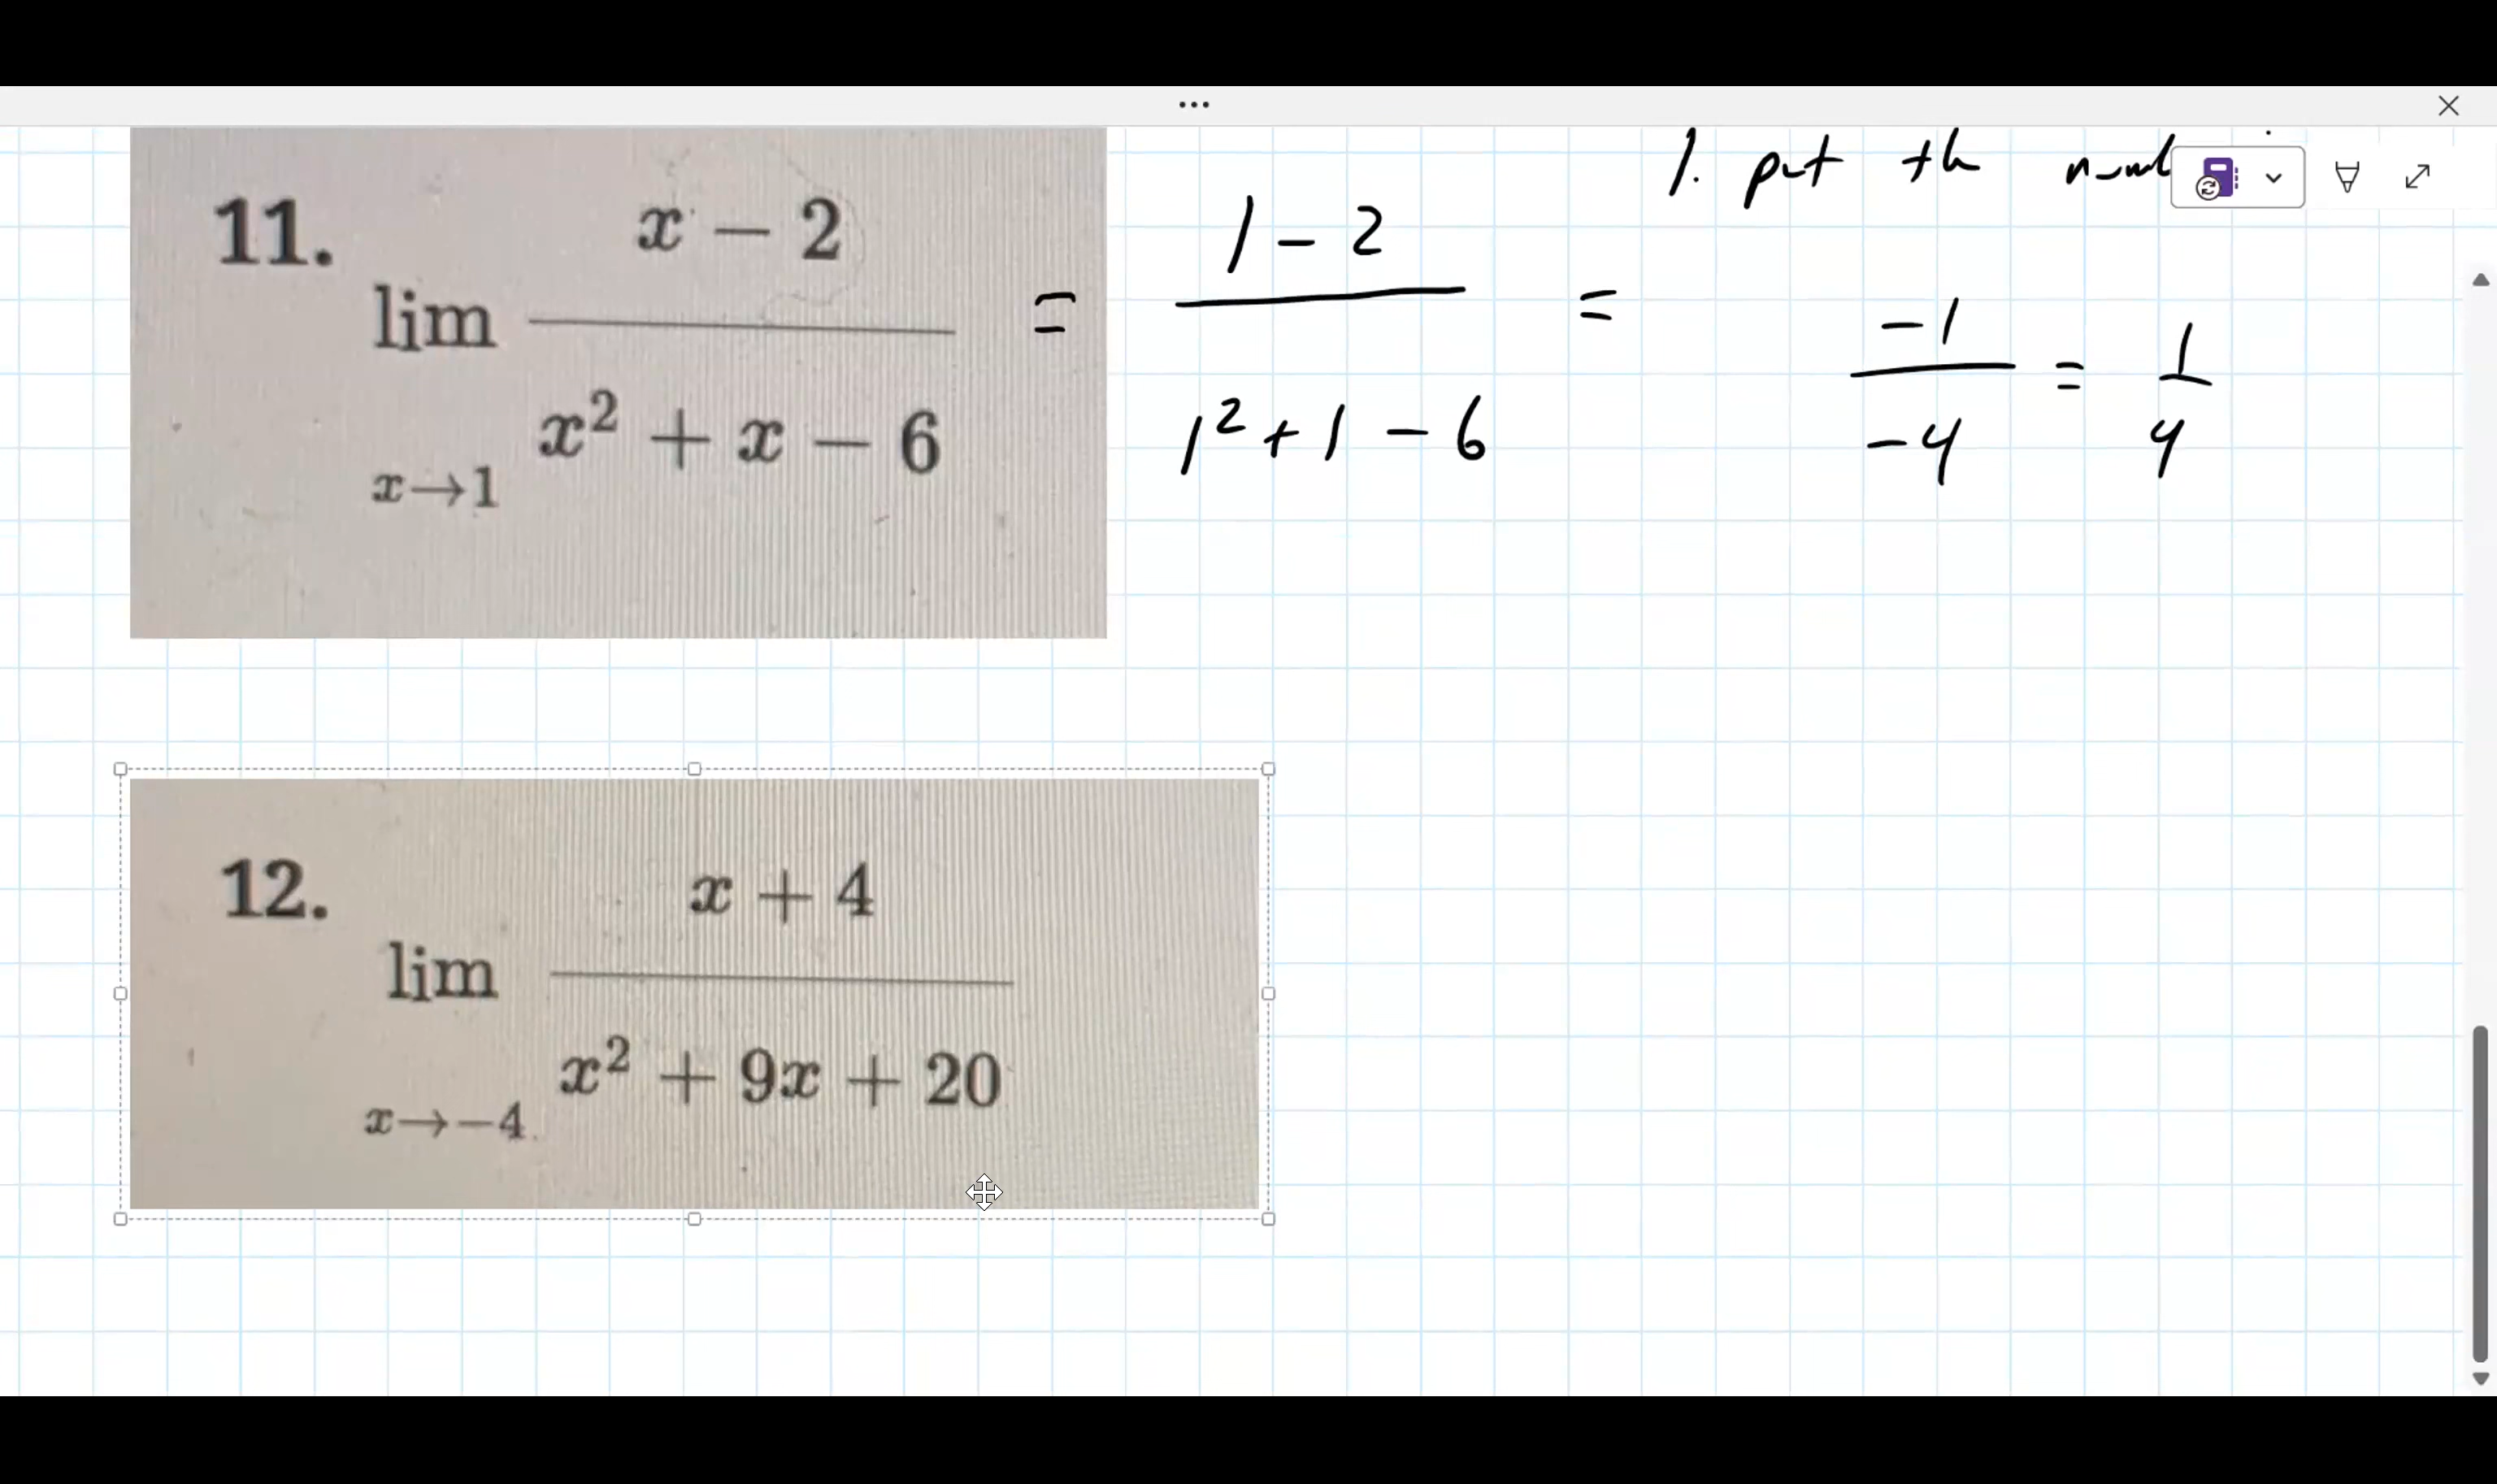 1. put the
11. lim x→1 (x − 2)/(x² + x − 6) = (1 − 2)/(1² + 1 − 6) = −1/−4 = 1/4
12. lim x→−4 (x + 4)/(x² + 9x + 20)